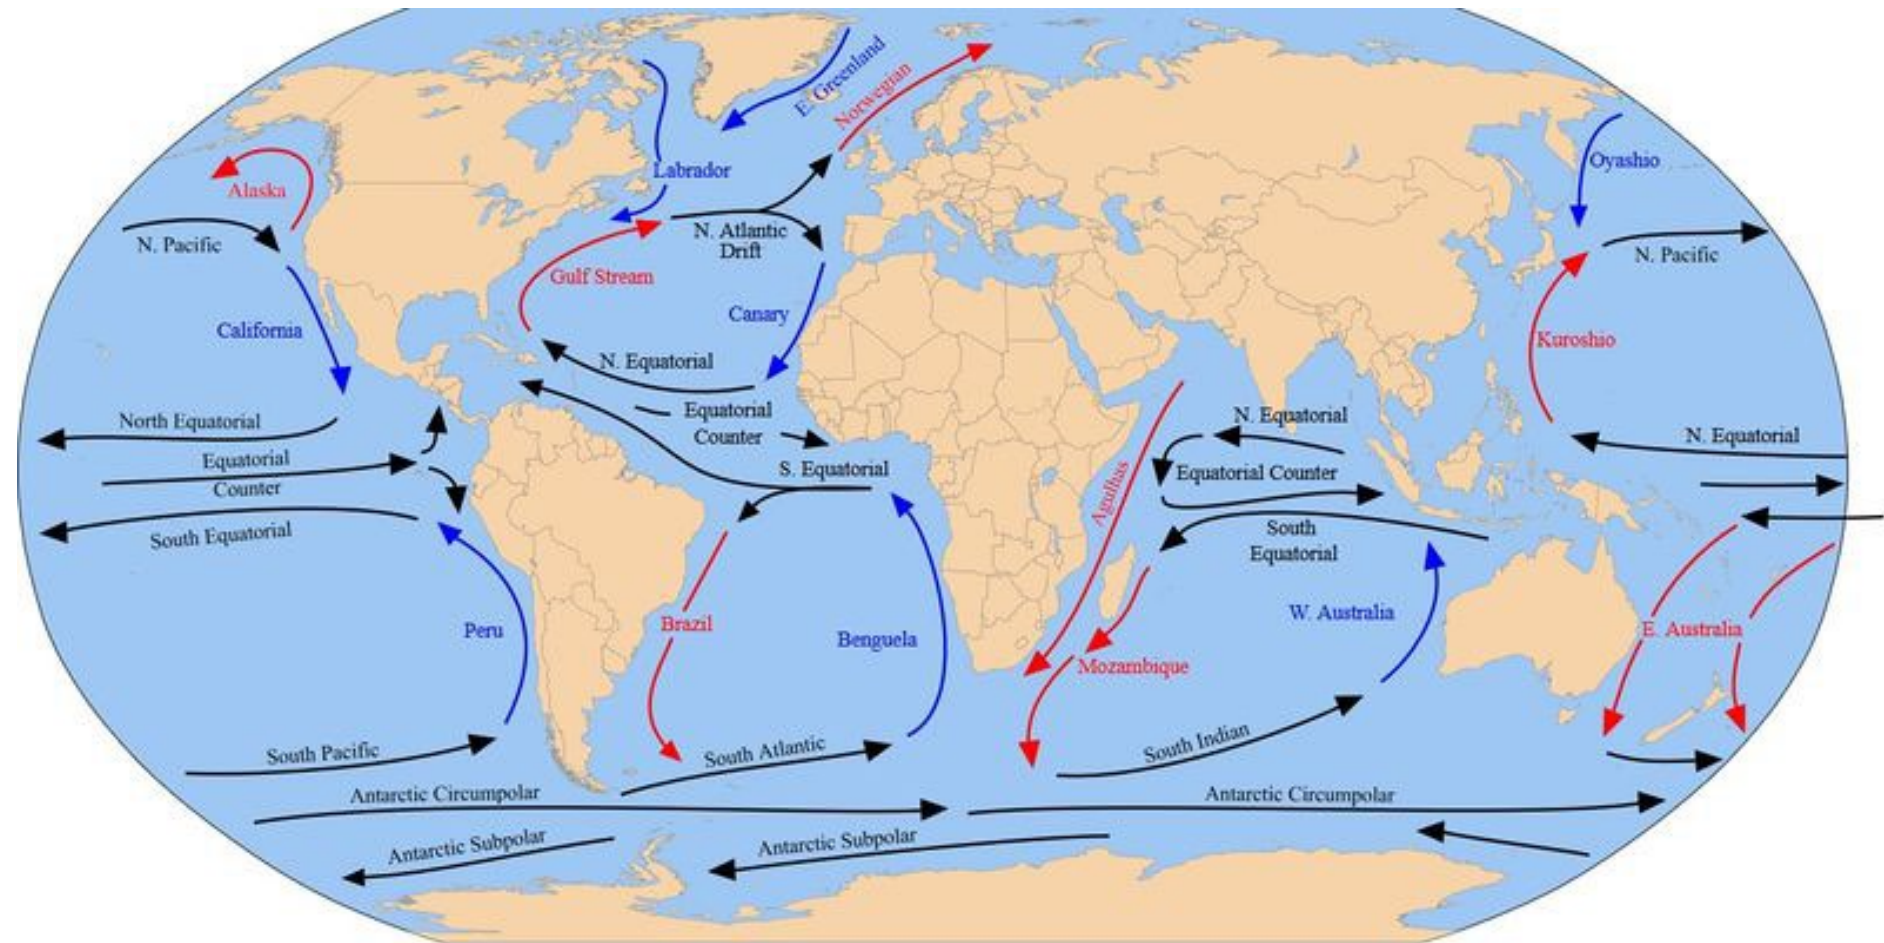 E. Greenland
Norwegian
Labrador
Oyashio
Alaska
N. Pacific
N. Atlantic
Drift
N. Pacific
Gulf Stream
California
Canary
Kuroshio
N. Equatorial
North Equatorial
Equatorial
Counter
N. Equatorial
N. Equatorial
Equatorial
Counter
S. Equatorial
Equatorial Counter
Agulhas
South Equatorial
South
Equatorial
Peru
Brazil
Benguela
W. Australia
E. Australia
Mozambique
South Pacific
South Atlantic
South Indian
Antarctic Circumpolar
Antarctic Circumpolar
Antarctic Subpolar
Antarctic Subpolar